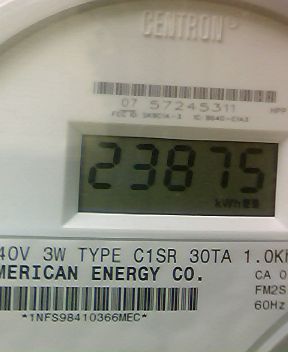 CENTRON®
07 57245311
23875
kWh
40V 3W TYPE C1SR 30TA 1.0K
MERICAN ENERGY CO.
CA 0
FM2S
60Hz
*1NFS98410366MEC*